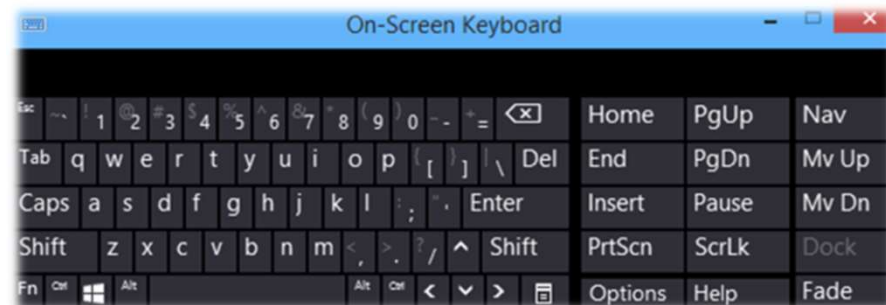 On-Screen Keyboard
Esc ~ ` ! 1 @ 2 # 3 $ 4 % 5 ^ 6 & 7 * 8 ( 9 ) 0 _ - + = Home PgUp Nav
Tab q w e r t y u i o p { [ } ] | \ Del End PgDn Mv Up
Caps a s d f g h j k l : ; " ' Enter Insert Pause Mv Dn
Shift z x c v b n m < , > . ? / ^ Shift PrtScn ScrLk Dock
Fn Ctrl Alt Alt Ctrl < > Options Help Fade